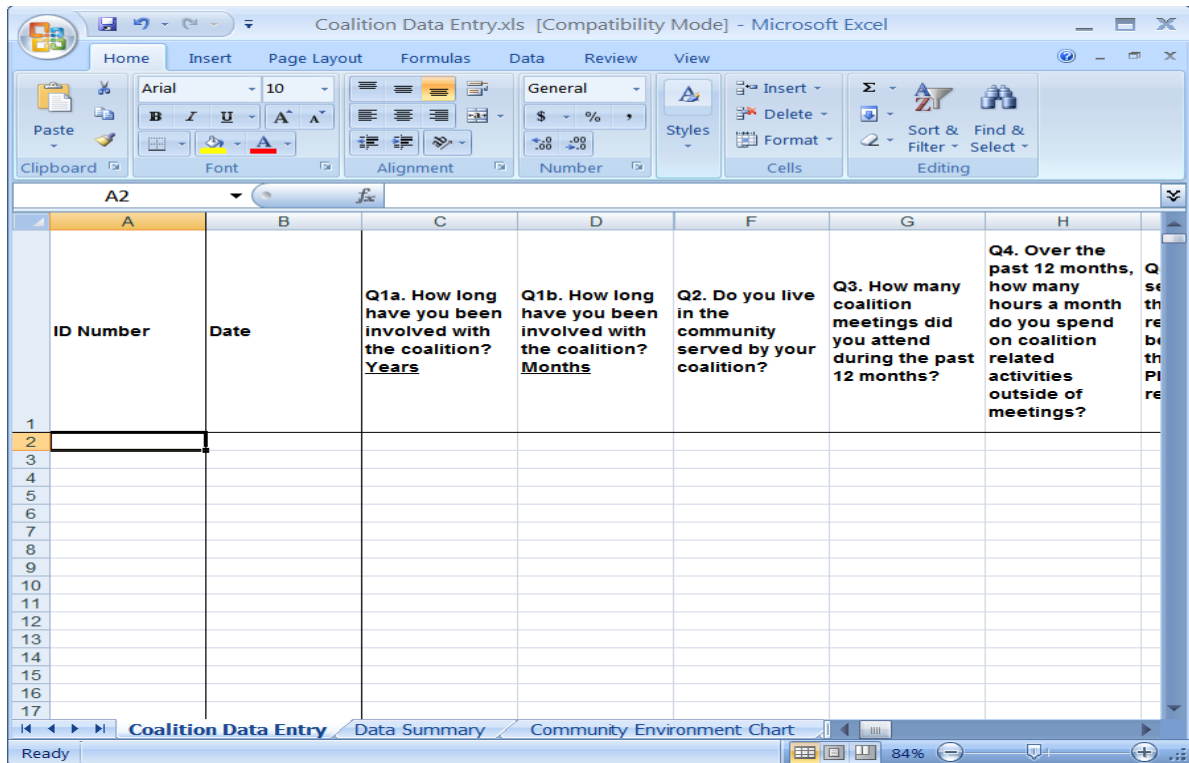 Coalition Data Entry.xls [Compatibility Mode] - Microsoft Excel
Home Insert Page Layout Formulas Data Review View
Arial 10 General Insert Σ
B I U A A $ % , Styles Delete
Paste Format Sort & Filter Find & Select
A .00 .00
Clipboard Font Alignment Number Cells Editing
A2 fx
A B C D F G H
ID Number
Date
Q1a. How long
have you been
involved with
the coalition?
Years
Q1b. How long
have you been
involved with
the coalition?
Months
Q2. Do you live
in the
community
served by your
coalition?
Q3. How many
coalition
meetings did
you attend
during the past
12 months?
Q4. Over the
past 12 months,
how many
hours a month
do you spend
on coalition
related
activities
outside of
meetings?
1
2
3
4
5
6
7
8
9
10
11
12
13
14
15
16
17
Coalition Data Entry Data Summary Community Environment Chart
Ready 84%